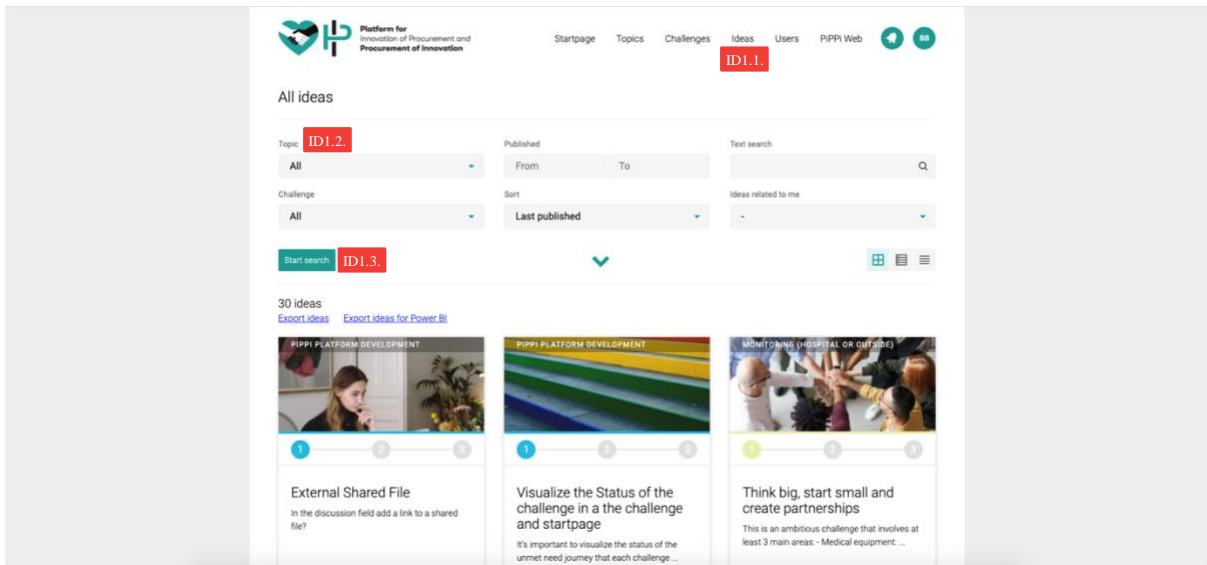 Platform for
Innovation of Procurement and
Procurement of Innovation
Startpage Topics Challenges Ideas Users PiPPi Web BB
ID1.1.
All ideas
Topic ID1.2. Published Text search
All From To
Challenge Sort Ideas related to me
All Last published -
Start search ID1.3.
30 ideas
Export ideas Export ideas for Power BI
PIPPI PLATFORM DEVELOPMENT PIPPI PLATFORM DEVELOPMENT MONITORING (HOSPITAL OR OUTSIDE)
1 2 3 1 2 3 1 2 3
External Shared File
In the discussion field add a link to a shared
file?
Visualize the Status of the
challenge in a the challenge
and startpage
It's important to visualize the status of the
unmet need journey that each challenge ...
Think big, start small and
create partnerships
This is an ambitious challenge that involves at
least 3 main areas: - Medical equipment: ...